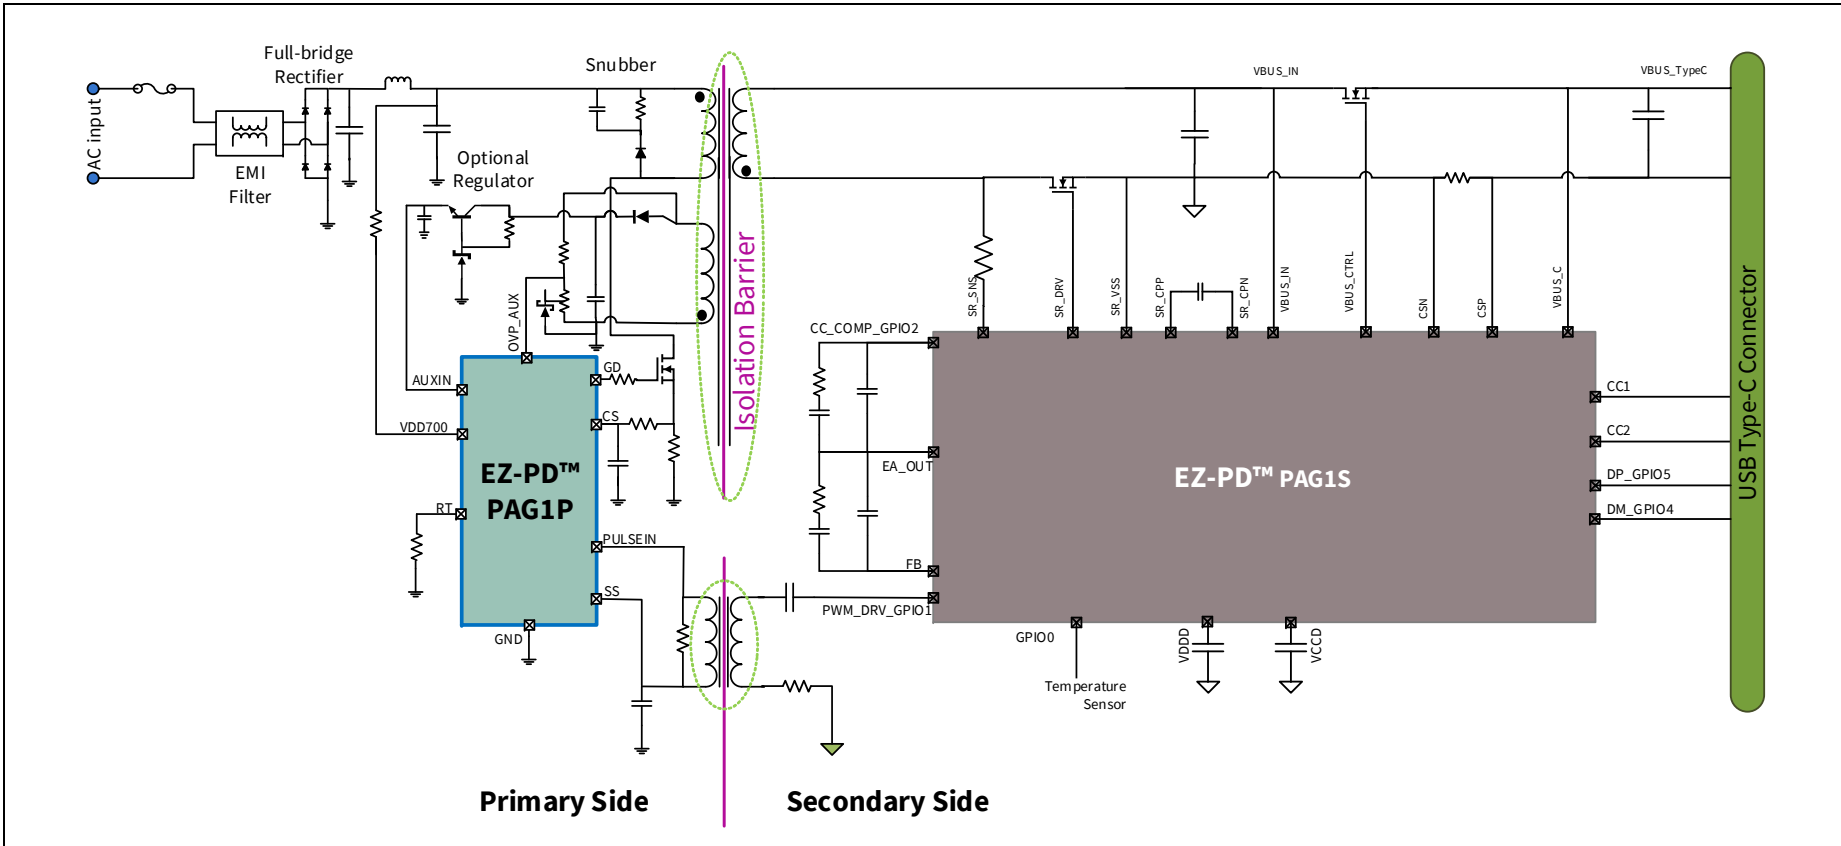 Full-bridge
Rectifier
Snubber
VBUS_IN
VBUS_TypeC
AC input
EMI
Filter
Optional
Regulator
Isolation Barrier
OVP_AUX
AUXIN
VDD700
RT
GND
GD
CS
PULSEIN
SS
EZ-PD™
PAG1P
SR_SNS
SR_DRV
SR_VSS
SR_CPP
SR_CPN
VBUS_IN
VBUS_CTRL
CSN
CSP
VBUS_C
CC_COMP_GPIO2
EA_OUT
FB
PWM_DRV_GPIO1
EZ-PD™ PAG1S
CC1
CC2
DP_GPIO5
DM_GPIO4
USB Type-C Connector
GPIO0
VDDD
VCCD
Temperature
Sensor
Primary Side
Secondary Side